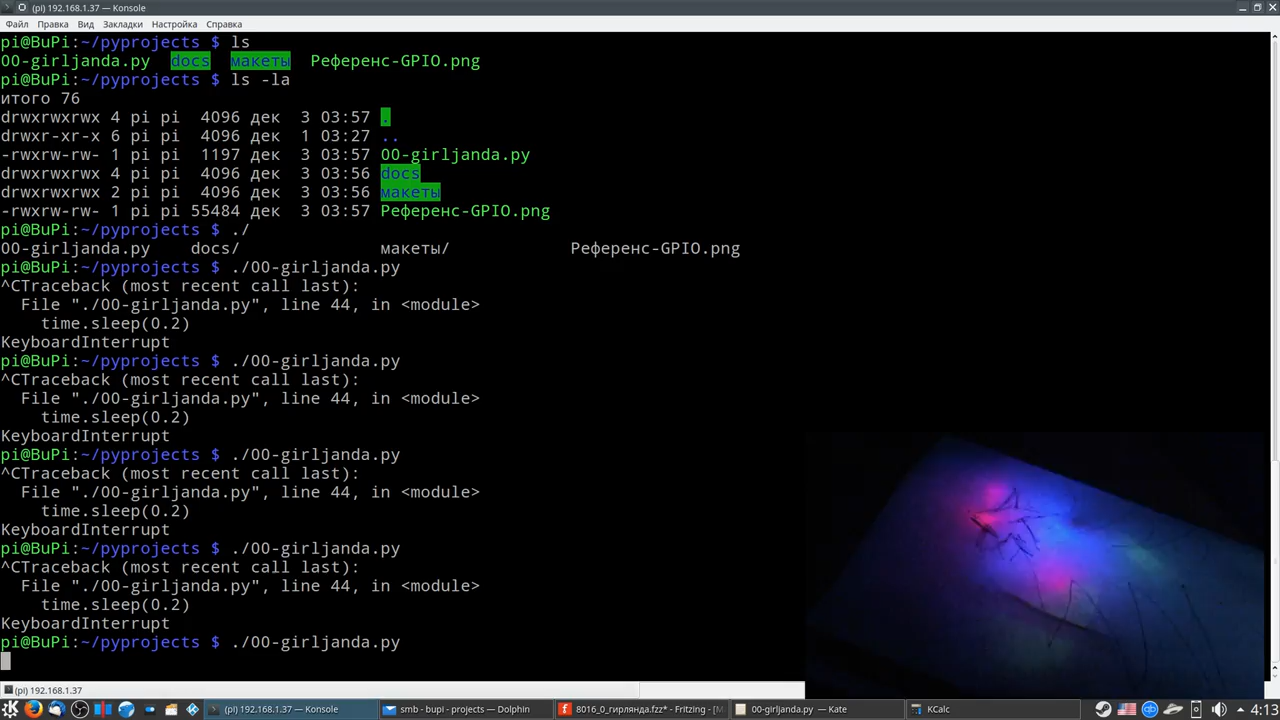 (pi) 192.168.1.37 — Konsole
Файл Правка Вид Закладки Настройка Справка
pi@BuPi:~/pyprojects $ ls
00-girljanda.py docs макеты Референс-GPIO.png
pi@BuPi:~/pyprojects $ ls -la
итого 76
drwxrwxrwx 4 pi pi 4096 дек 3 03:57 .
drwxr-xr-x 6 pi pi 4096 дек 1 03:27 ..
-rwxrw-rw- 1 pi pi 1197 дек 3 03:57 00-girljanda.py
drwxrwxrwx 4 pi pi 4096 дек 3 03:56 docs
drwxrwxrwx 2 pi pi 4096 дек 3 03:56 макеты
-rwxrw-rw- 1 pi pi 55484 дек 3 03:57 Референс-GPIO.png
pi@BuPi:~/pyprojects $ ./
00-girljanda.py docs/ макеты/ Референс-GPIO.png
pi@BuPi:~/pyprojects $ ./00-girljanda.py
^CTraceback (most recent call last):
File "./00-girljanda.py", line 44, in <module>
time.sleep(0.2)
KeyboardInterrupt
pi@BuPi:~/pyprojects $ ./00-girljanda.py
^CTraceback (most recent call last):
File "./00-girljanda.py", line 44, in <module>
time.sleep(0.2)
KeyboardInterrupt
pi@BuPi:~/pyprojects $ ./00-girljanda.py
^CTraceback (most recent call last):
File "./00-girljanda.py", line 44, in <module>
time.sleep(0.2)
KeyboardInterrupt
pi@BuPi:~/pyprojects $ ./00-girljanda.py
^CTraceback (most recent call last):
File "./00-girljanda.py", line 44, in <module>
time.sleep(0.2)
KeyboardInterrupt
pi@BuPi:~/pyprojects $ ./00-girljanda.py
(pi) 192.168.1.37
(pi) 192.168.1.37 — Konsole smb - bupi - projects — Dolphin 8016_0_гирлянда.fzz* - Fritzing - [М 00-girljanda.py — Kate KCalc 4:13